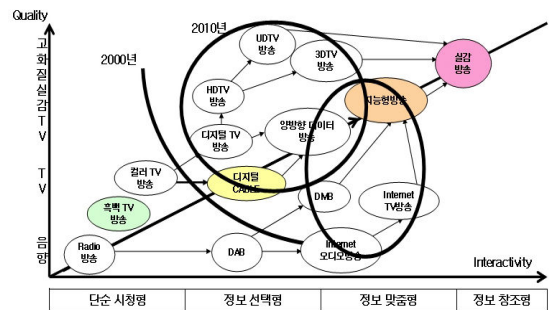 Quality
고화질실감TV
TV
음향
2000년
2010년
UDTV
방송
3DTV
방송
실감
방송
HDTV
방송
지능형방송
디지털 TV
방송
양방향 데이터
방송
컬러 TV
방송
디지털
CABLE
흑백 TV
방송
DMB
Internet
TV방송
Radio
방송
DAB
Internet
오디오방송
Interactivity
단순 시청형
정보 선택형
정보 맞춤형
정보 창조형